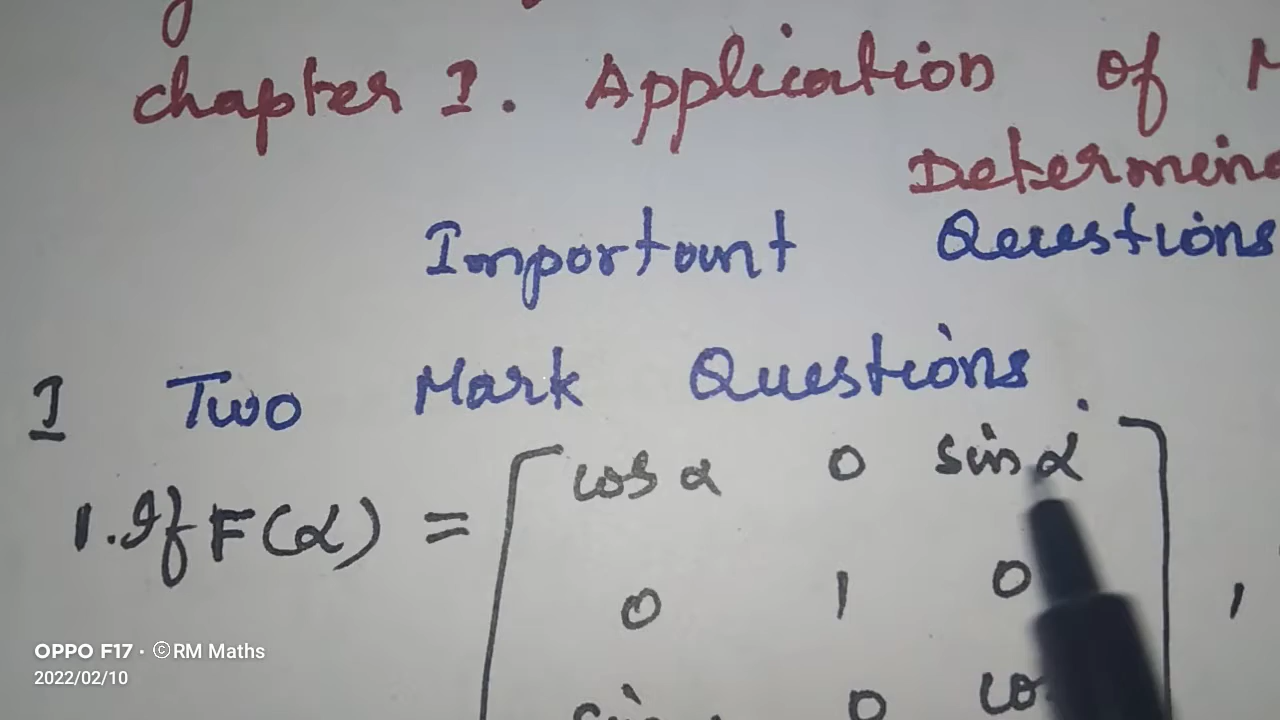 chapter 1. Application of
Important Questions
I Two Mark Questions
1. If F(α) = cos α 0 sin α
0 1 0 ,
0
OPPO F17 · ©RM Maths
2022/02/10